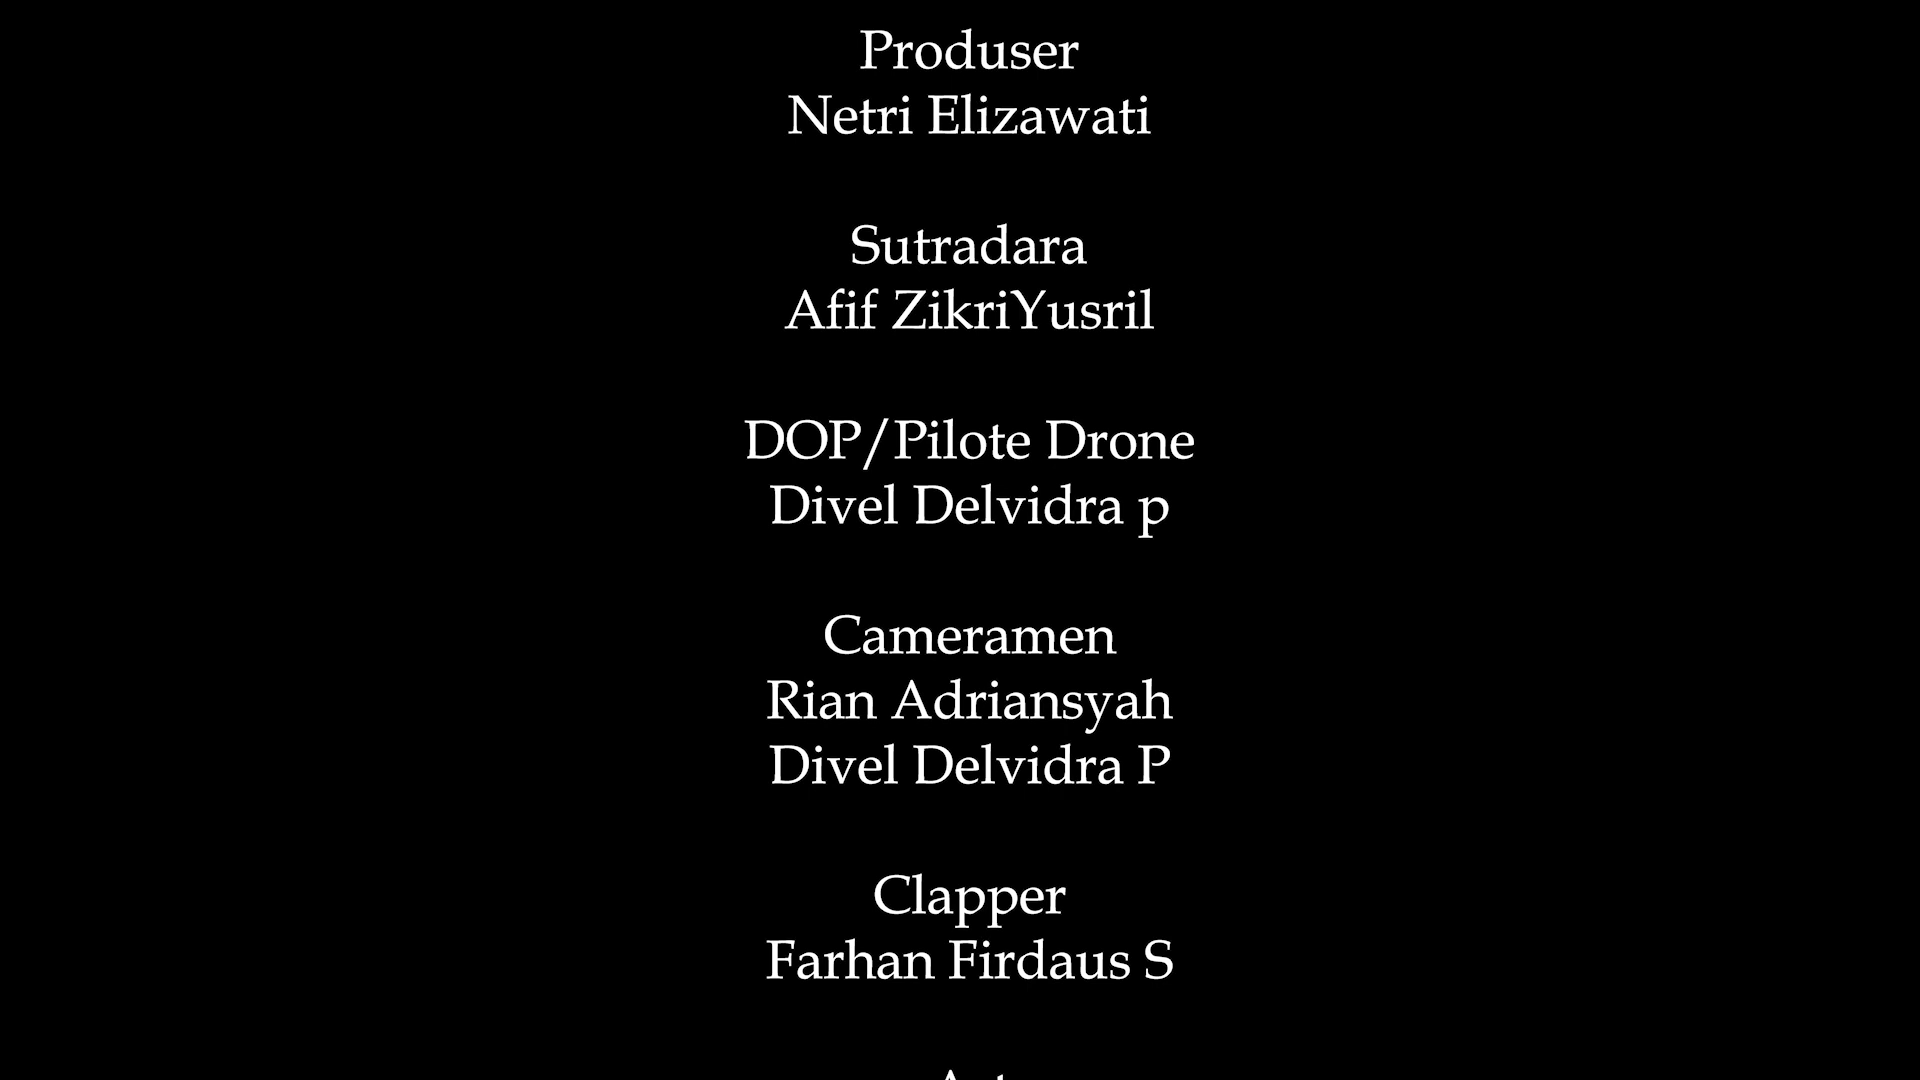 Produser
Netri Elizawati
Sutradara
Afif ZikriYusril
DOP/Pilote Drone
Divel Delvidra p
Cameramen
Rian Adriansyah
Divel Delvidra P
Clapper
Farhan Firdaus S